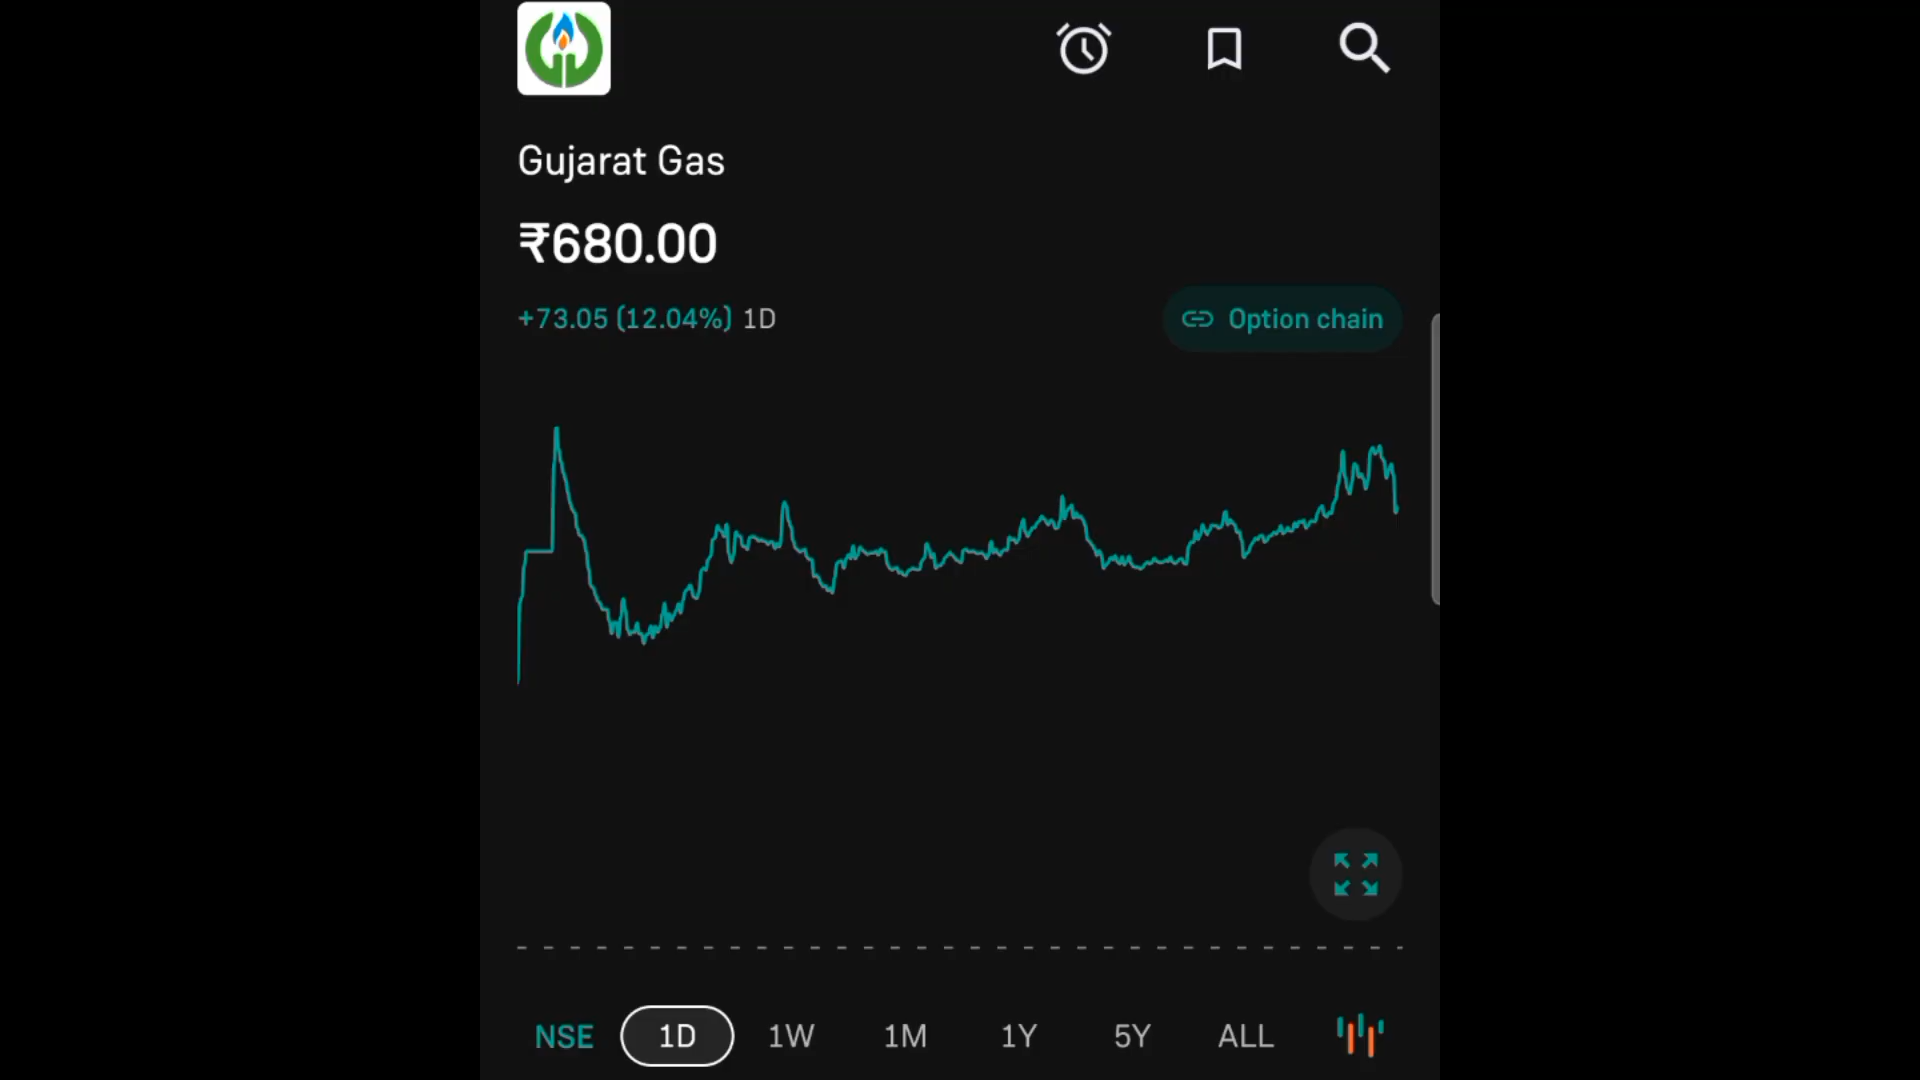 Gujarat Gas
₹680.00
+73.05 (12.04%) 1D
Option chain
NSE 1D 1W 1M 1Y 5Y ALL